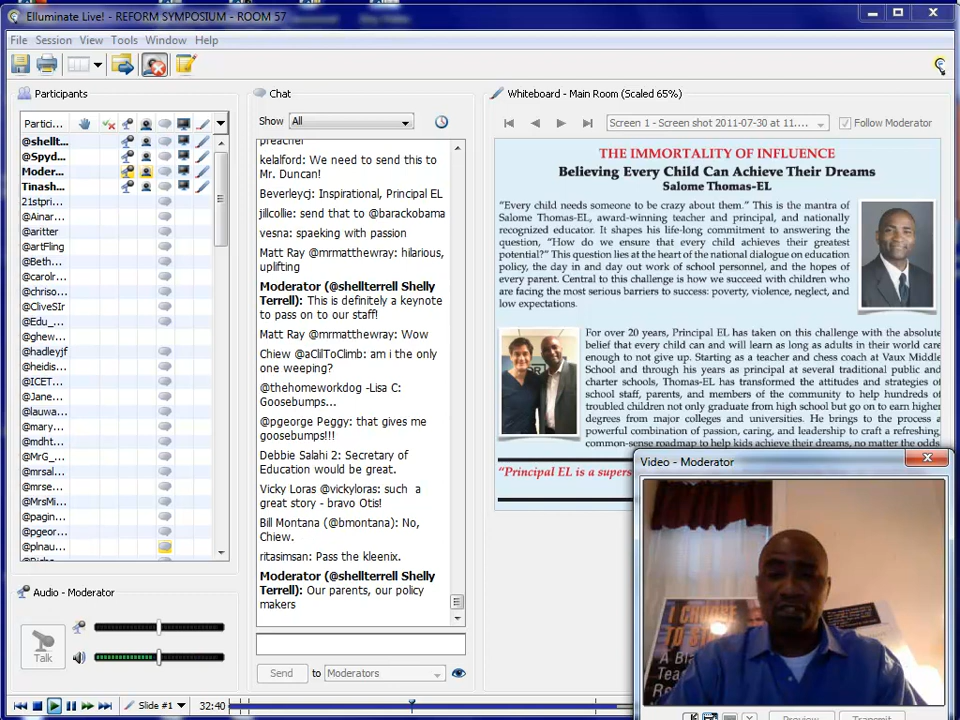 Elluminate Live! - REFORM SYMPOSIUM - ROOM 57
File Session View Tools Window Help
Participants
Partici...
@shellt...
@Spyd...
Moder...
Tinash...
21stpri...
@Ainar...
@aritter
@artFling
@Beth...
@carolr...
@chriso...
@CliveSir
@Edu_...
@ghew...
@hadleyjf
@heidis...
@ICET...
@Jane...
@lauwa...
@mary...
@mdht...
@MrG_...
@mrsal...
@mrse...
@MrsMi...
@pagin...
@pgeor...
@plnau...
Audio - Moderator
Talk
Chat
Show All
preacher
kelalford: We need to send this to
Mr. Duncan!
Beverleycj: Inspirational, Principal EL
jillcollie: send that to @barackobama
vesna: spaeking with passion
Matt Ray @mrmatthewray: hilarious,
uplifting
Moderator (@shellterrell Shelly
Terrell): This is definitely a keynote
to pass on to our staff!
Matt Ray @mrmatthewray: Wow
Chiew @aClilToClimb: am i the only
one weeping?
@thehomeworkdog -Lisa C:
Goosebumps...
@pgeorge Peggy: that gives me
goosebumps!!!
Debbie Salahi 2: Secretary of
Education would be great.
Vicky Loras @vickyloras: such a
great story - bravo Otis!
Bill Montana (@bmontana): No,
Chiew.
ritasimsan: Pass the kleenix.
Moderator (@shellterrell Shelly
Terrell): Our parents, our policy
makers
Send to Moderators
Whiteboard - Main Room (Scaled 65%)
Screen 1 - Screen shot 2011-07-30 at 11.... Follow Moderator
THE IMMORTALITY OF INFLUENCE
Believing Every Child Can Achieve Their Dreams
Salome Thomas-EL
“Every child needs someone to be crazy about them.” This is the mantra of
Salome Thomas-EL, award-winning teacher and principal, and nationally
recognized educator. It shapes his life-long commitment to answering the
question, “How do we ensure that every child achieves their greatest
potential?” This question lies at the heart of the national dialogue on education
policy, the day in and day out work of school personnel, and the hopes of
every parent. Central to this challenge is how we succeed with children who
are facing the most serious barriers to success: poverty, violence, neglect, and
low expectations.
For over 20 years, Principal EL has taken on this challenge with the absolute
belief that every child can and will learn as long as adults in their world care
enough to not give up. Starting as a teacher and chess coach at Vaux Middle
School and through his years as principal at several traditional public and
charter schools, Thomas-EL has transformed the attitudes and strategies of
school staff, parents, and members of the community to help hundreds of
troubled children not only graduate from high school but go on to earn higher
degrees from major colleges and universities. He brings to the process a
powerful combination of passion, caring, and leadership to craft a refreshing,
common-sense roadmap to help kids achieve their dreams, no matter the odds
“Principal EL is a supers
Video - Moderator
I CHOOSE
TO
A Bla
Tea
Preview Transmit
Slide #1 32:40